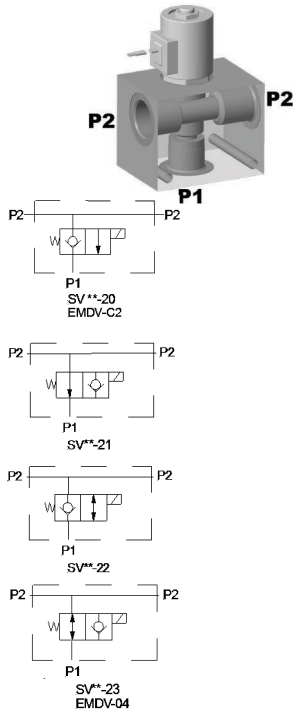 P2
P2
P1
P2 P2
P1
SV**-20
EMDV-C2
P2 P2
P1
SV**-21
P2 P2
P1
SV**-22
P2 P2
P1
SV**-23
EMDV-04